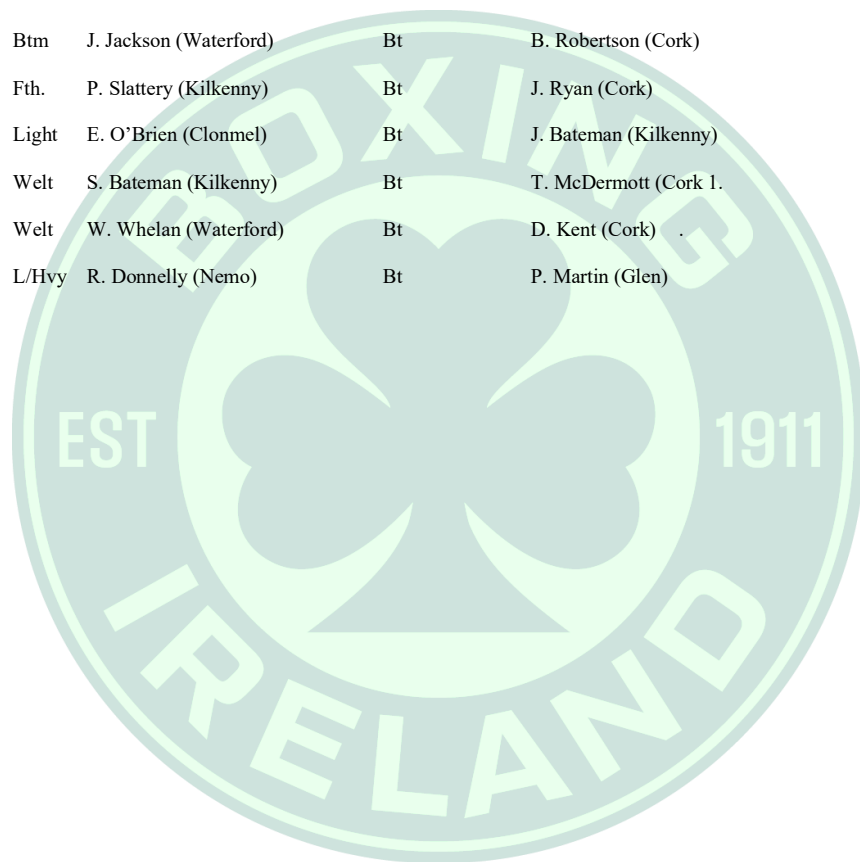 Btm J. Jackson (Waterford) Bt B. Robertson (Cork)
Fth. P. Slattery (Kilkenny) Bt J. Ryan (Cork)
Light E. O’Brien (Clonmel) Bt J. Bateman (Kilkenny)
Welt S. Bateman (Kilkenny) Bt T. McDermott (Cork 1.
Welt W. Whelan (Waterford) Bt D. Kent (Cork) .
L/Hvy R. Donnelly (Nemo) Bt P. Martin (Glen)
BOXING
EST 1911
IRELAND